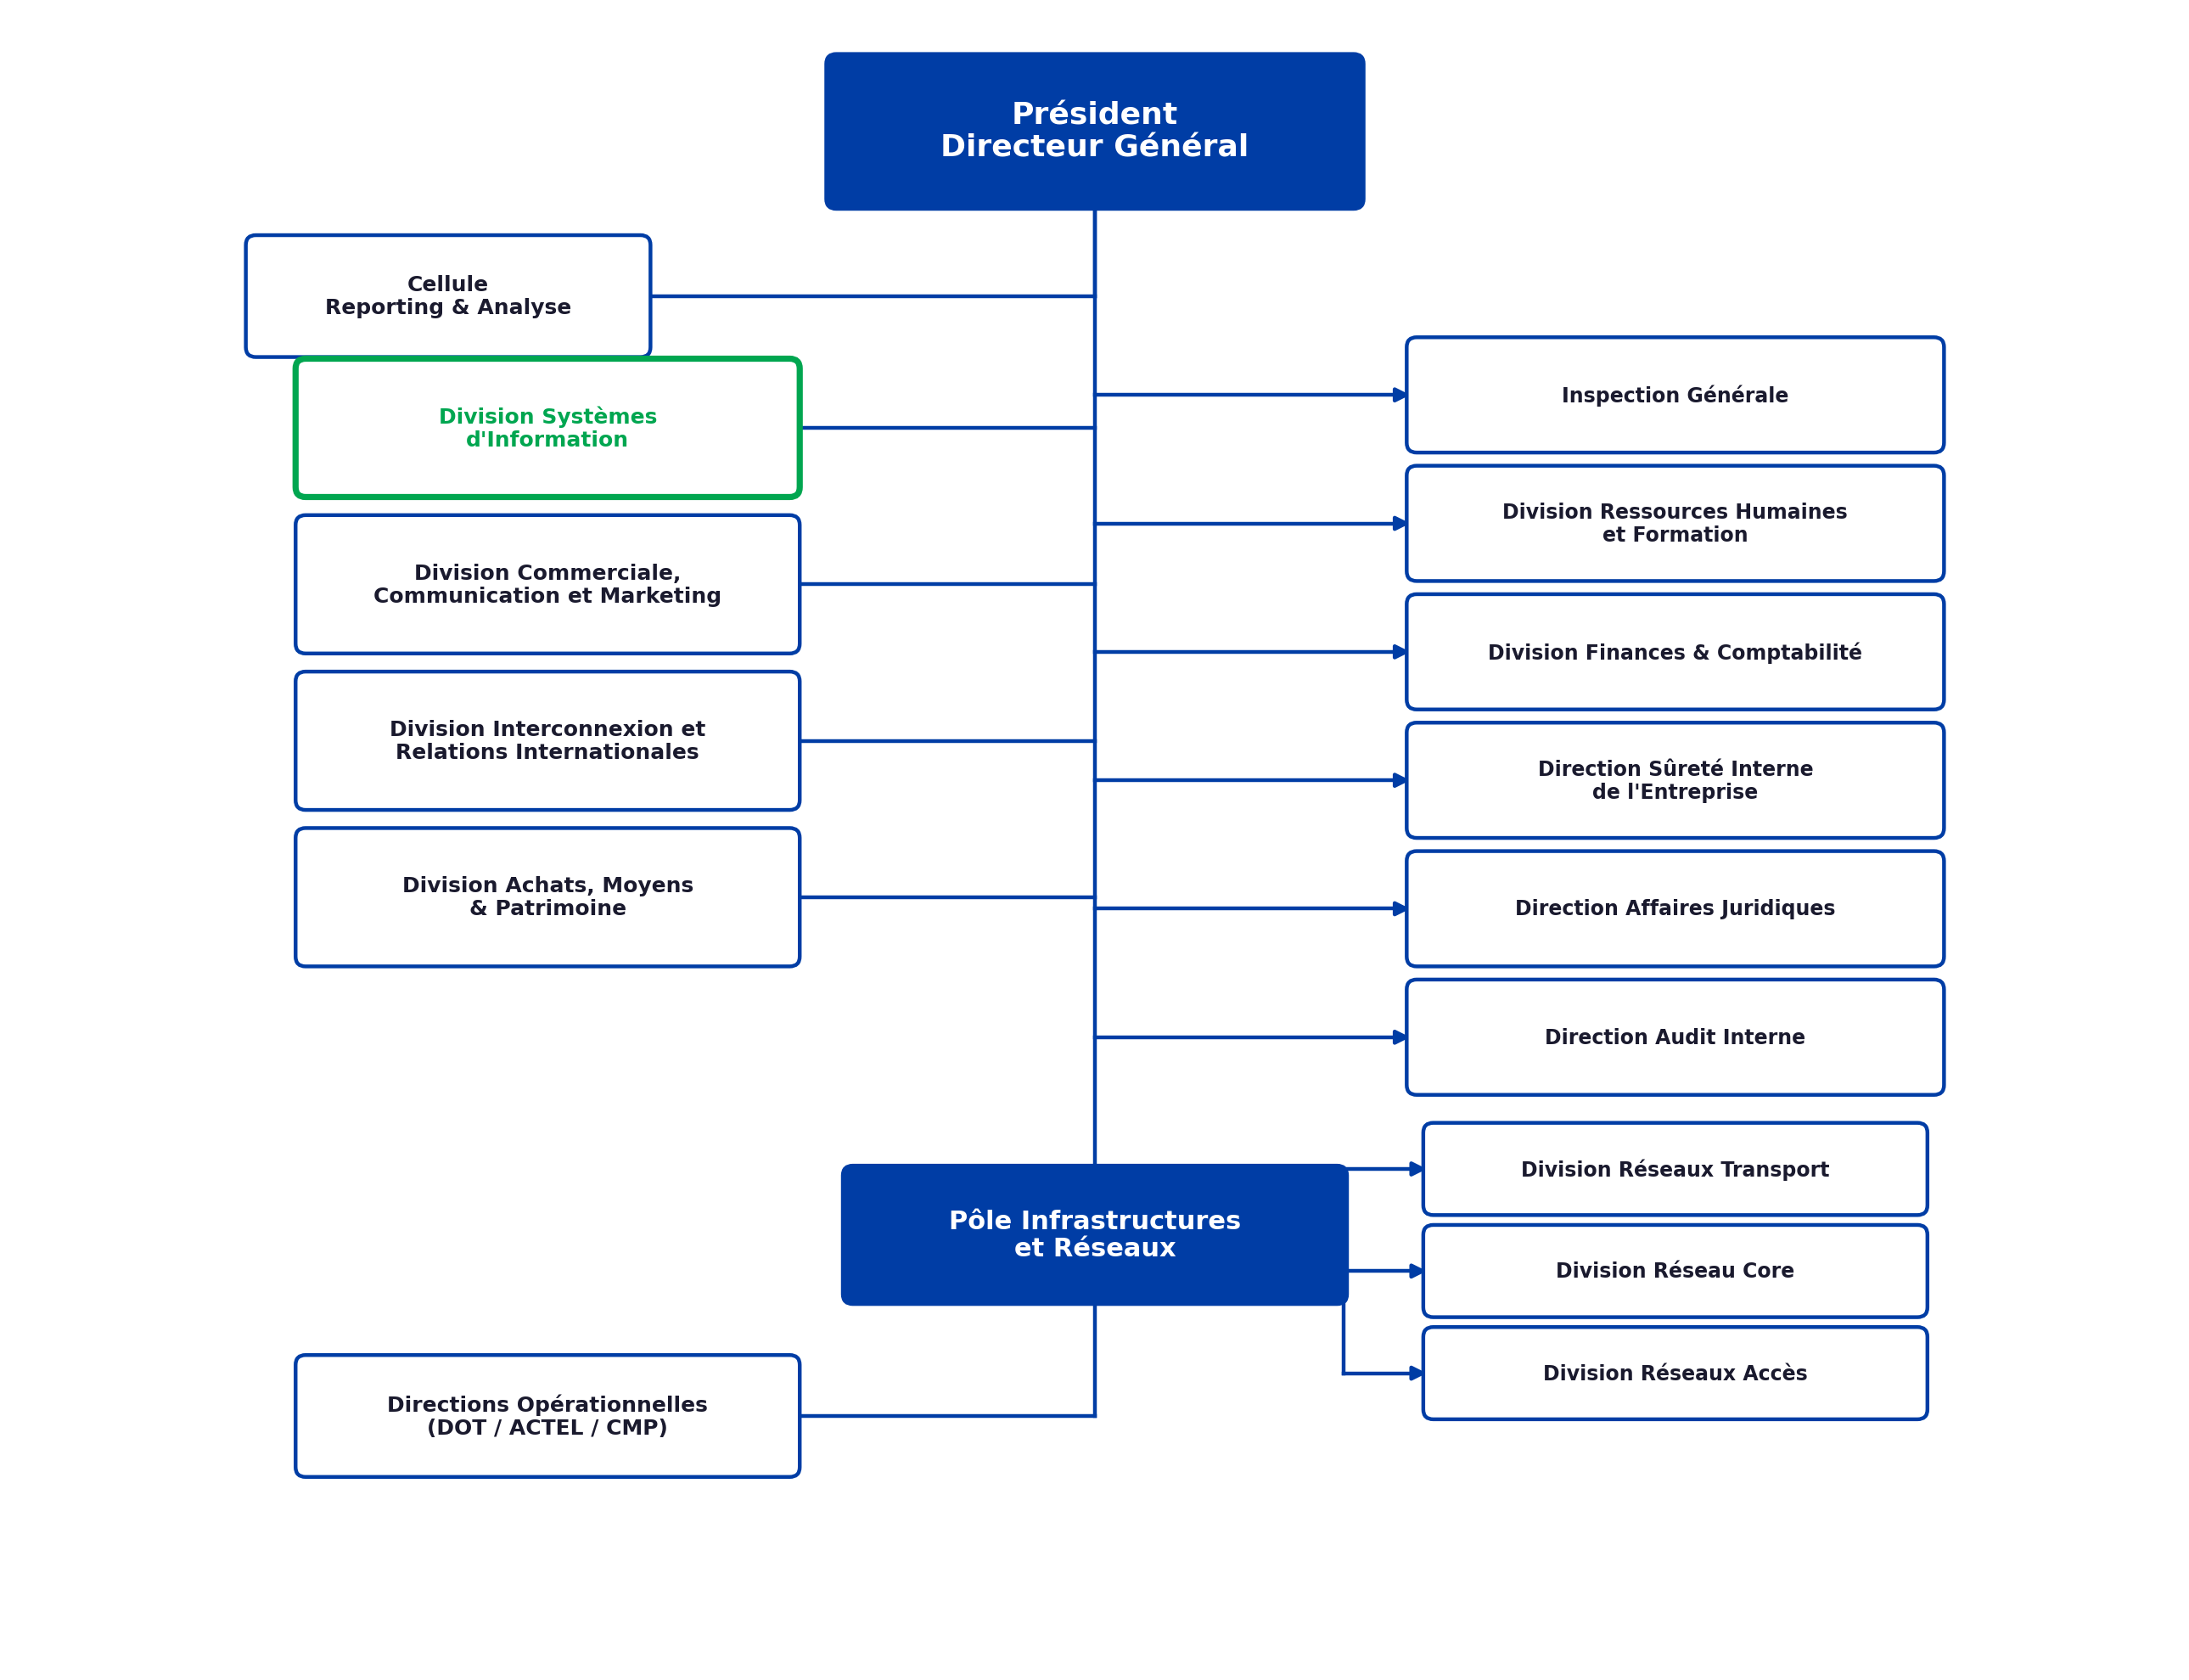 Président
Directeur Général
Cellule
Reporting & Analyse
Division Systèmes
d'Information
Division Commerciale,
Communication et Marketing
Division Interconnexion et
Relations Internationales
Division Achats, Moyens
& Patrimoine
Inspection Générale
Division Ressources Humaines
et Formation
Division Finances & Comptabilité
Direction Sûreté Interne
de l'Entreprise
Direction Affaires Juridiques
Direction Audit Interne
Pôle Infrastructures
et Réseaux
Division Réseaux Transport
Division Réseau Core
Division Réseaux Accès
Directions Opérationnelles
(DOT / ACTEL / CMP)